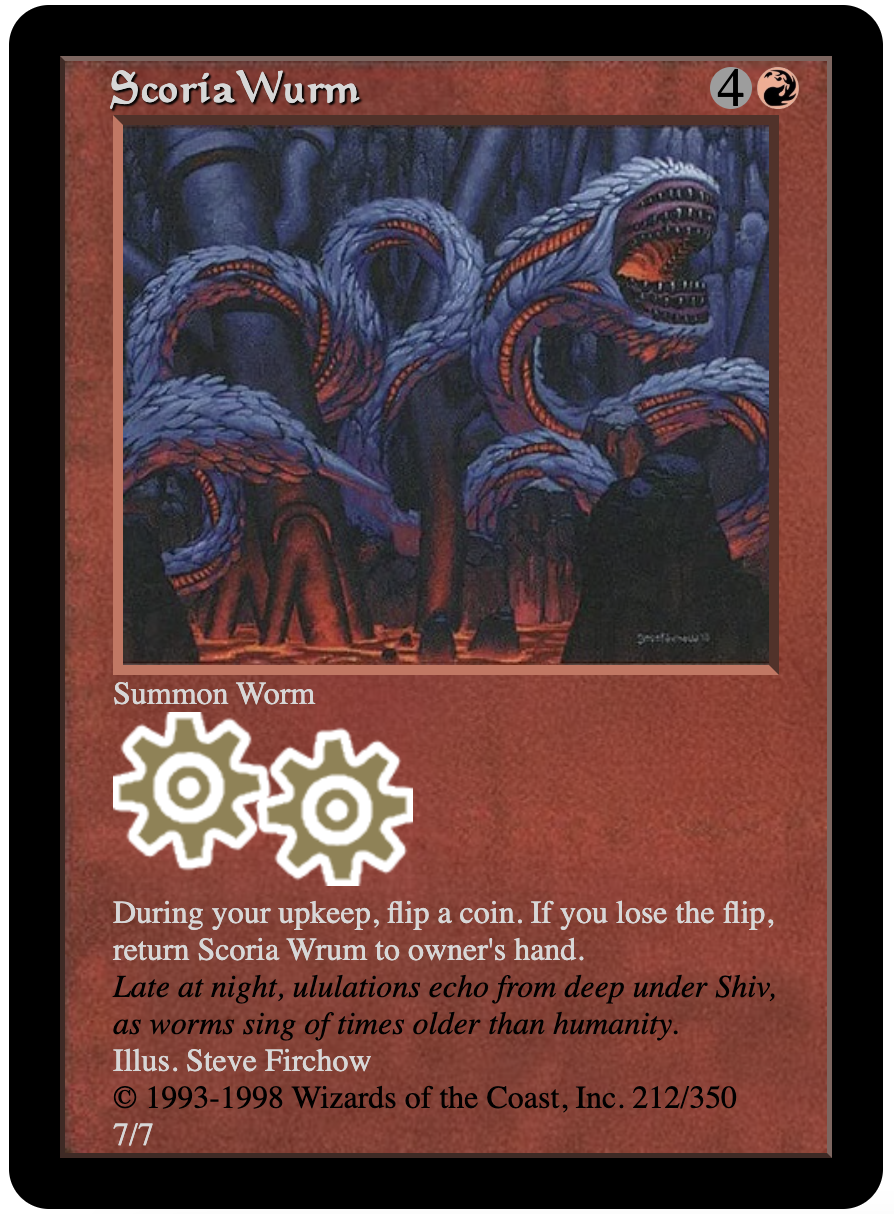 Scoria Wurm 4
Summon Worm
During your upkeep, flip a coin. If you lose the flip,
return Scoria Wrum to owner's hand.
Late at night, ululations echo from deep under Shiv,
as worms sing of times older than humanity.
Illus. Steve Firchow
© 1993-1998 Wizards of the Coast, Inc. 212/350
7/7